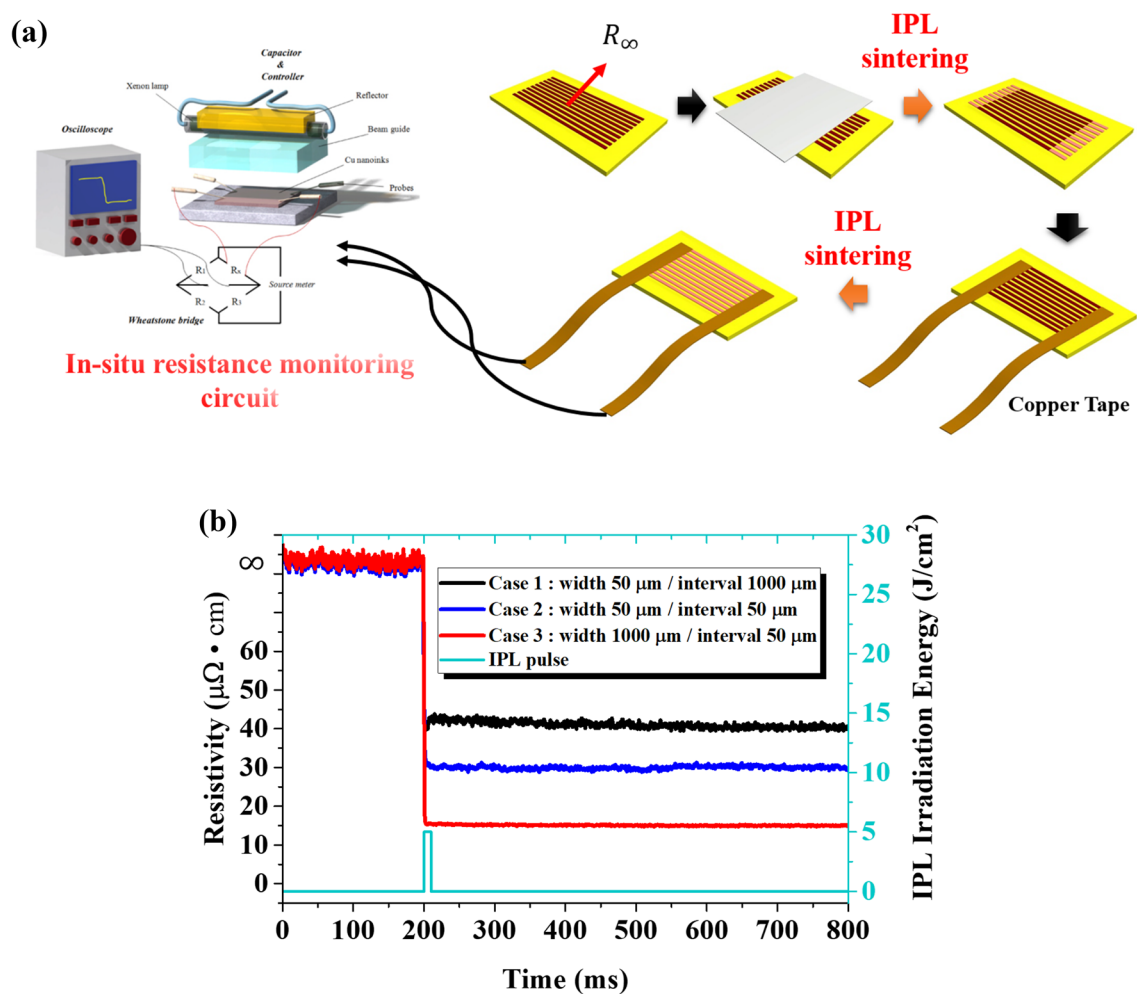 (a)
Capacitor
&
Controller
Xenon lamp
Reflector
Oscilloscope
Beam guide
Cu nanoinks
Probes
R₁
Rₓ
Source meter
R₂
R₃
Wheatstone bridge
In-situ resistance monitoring
circuit
R∞
IPL
sintering
IPL
sintering
Copper Tape
(b)
∞
60
50
40
30
20
10
0
Resistivity (μΩ • cm)
Case 1 : width 50 μm / interval 1000 μm
Case 2 : width 50 μm / interval 50 μm
Case 3 : width 1000 μm / interval 50 μm
IPL pulse
30
25
20
15
10
5
0
IPL Irradiation Energy (J/cm²)
0 100 200 300 400 500 600 700 800
Time (ms)